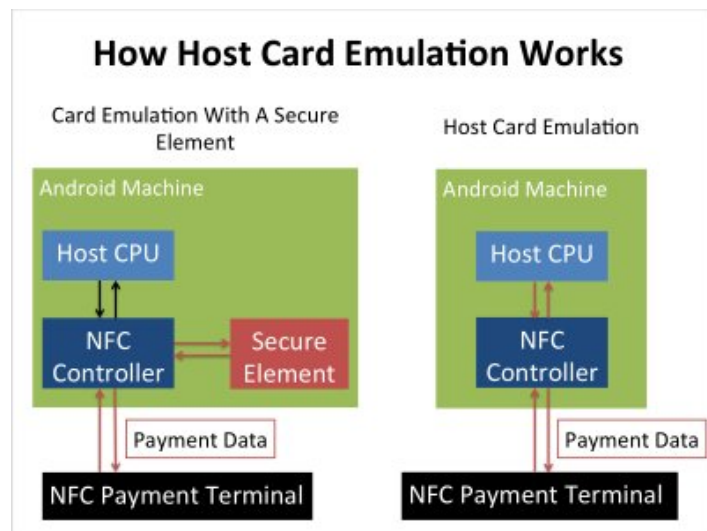 How Host Card Emulation Works
Card Emulation With A Secure
Element
Android Machine
Host CPU
NFC
Controller
Secure
Element
Payment Data
NFC Payment Terminal
Host Card Emulation
Android Machine
Host CPU
NFC
Controller
Payment Data
NFC Payment Terminal